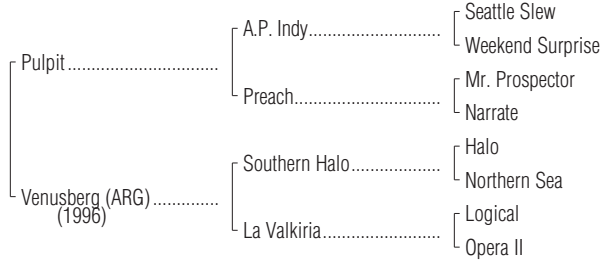 Seattle Slew
A.P. Indy..............................
Weekend Surprise
Pulpit..................................
Mr. Prospector
Preach.................................
Narrate
Halo
Southern Halo....................
Northern Sea
Venusberg (ARG)...............
(1996)
Logical
La Valkiria...........................
Opera II